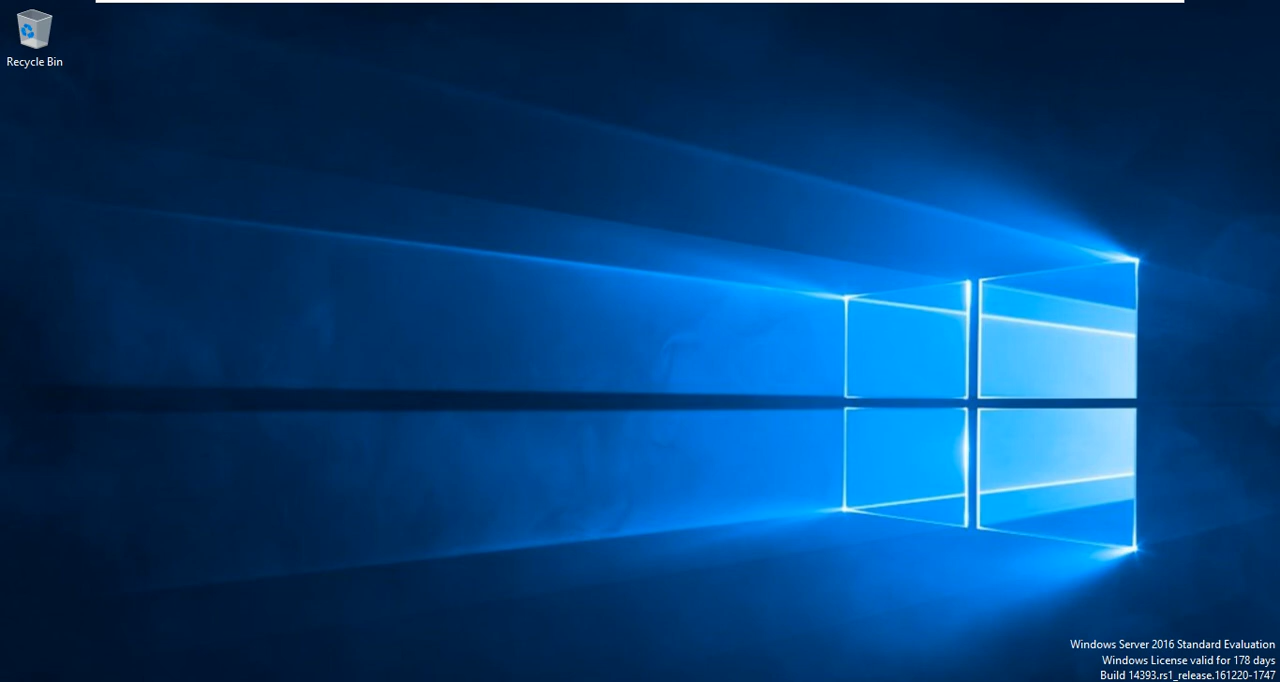 Recycle Bin
Windows Server 2016 Standard Evaluation
Windows License valid for 178 days
Build 14393.rs1_release.161220-1747